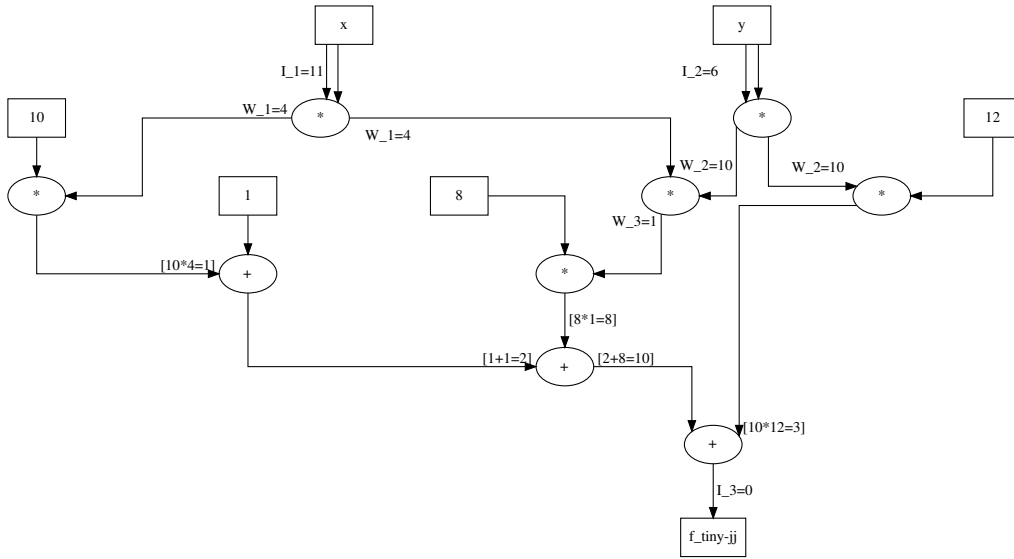 x
y
I_1=11
I_2=6
10
W_1=4
*
W_1=4
*
12
*
1
8
W_2=10
*
W_2=10
*
W_3=1
[10*4=1]
+
*
[8*1=8]
[1+1=2]
+
[2+8=10]
[10*12=3]
+
I_3=0
f_tiny-jj